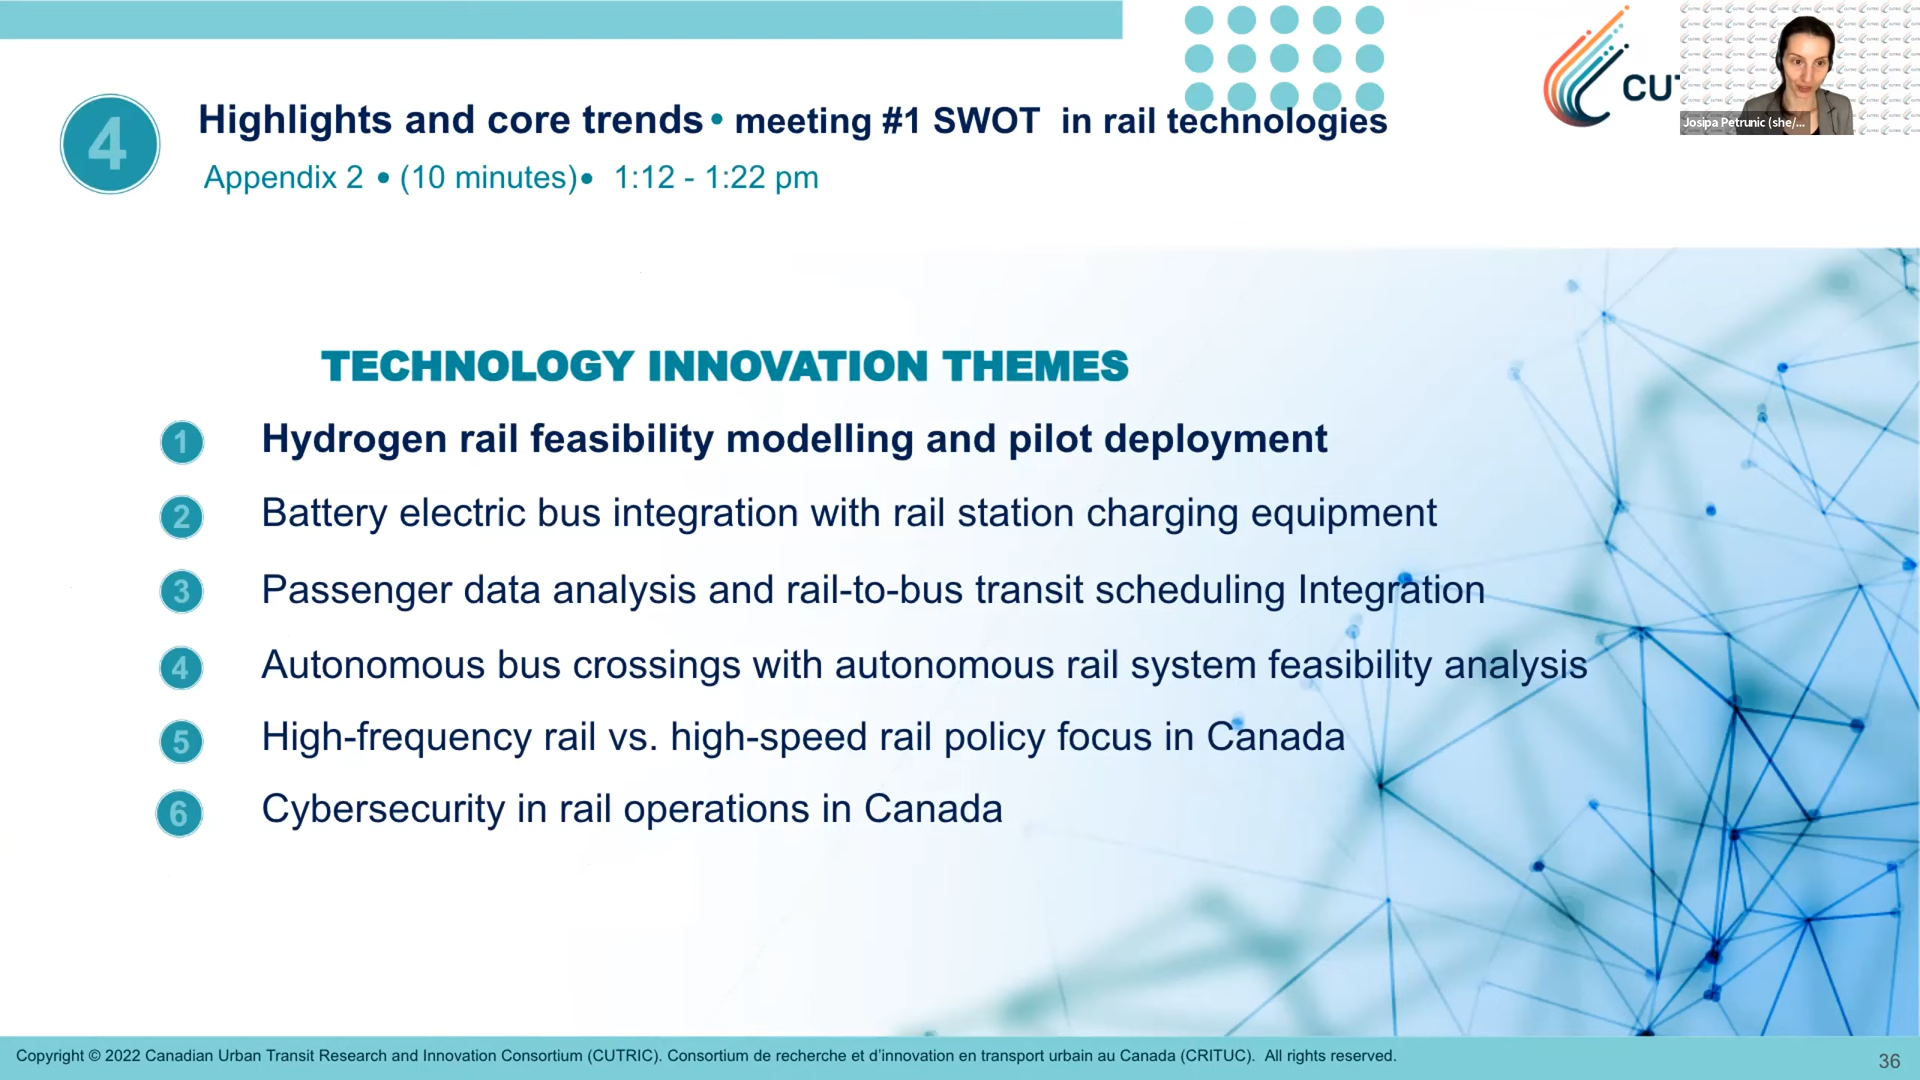 4
Highlights and core trends • meeting #1 SWOT in rail technologies
Appendix 2 • (10 minutes) • 1:12 - 1:22 pm
CU
Josipa Petrunic (she/...
TECHNOLOGY INNOVATION THEMES
1 Hydrogen rail feasibility modelling and pilot deployment
2 Battery electric bus integration with rail station charging equipment
3 Passenger data analysis and rail-to-bus transit scheduling Integration
4 Autonomous bus crossings with autonomous rail system feasibility analysis
5 High-frequency rail vs. high-speed rail policy focus in Canada
6 Cybersecurity in rail operations in Canada
Copyright © 2022 Canadian Urban Transit Research and Innovation Consortium (CUTRIC). Consortium de recherche et d’innovation en transport urbain au Canada (CRITUC). All rights reserved.
36